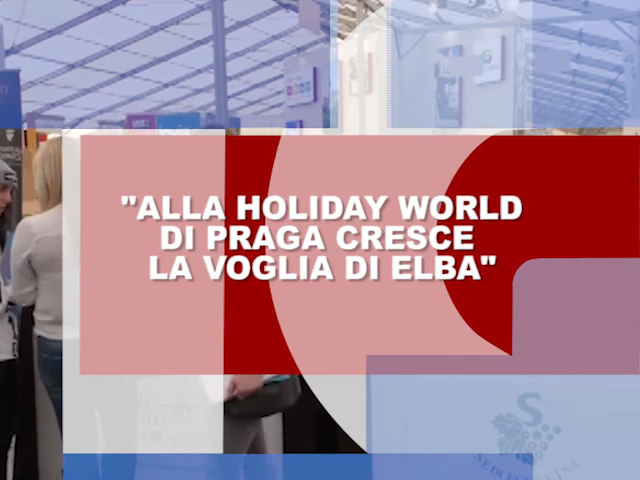 "ALLA HOLIDAY WORLD
DI PRAGA CRESCE
LA VOGLIA DI ELBA"
S